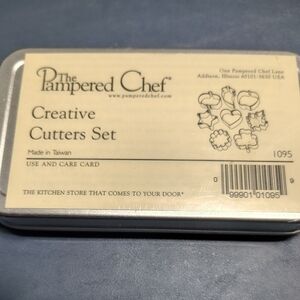 The
Pampered Chef®
www.pamperedchef.com
One Pampered Chef Lane
Addison, Illinois 60101-5630 USA
Creative
Cutters Set
Made in Taiwan
1095
USE AND CARE CARD
THE KITCHEN STORE THAT COMES TO YOUR DOOR®
0 99901 01095 9